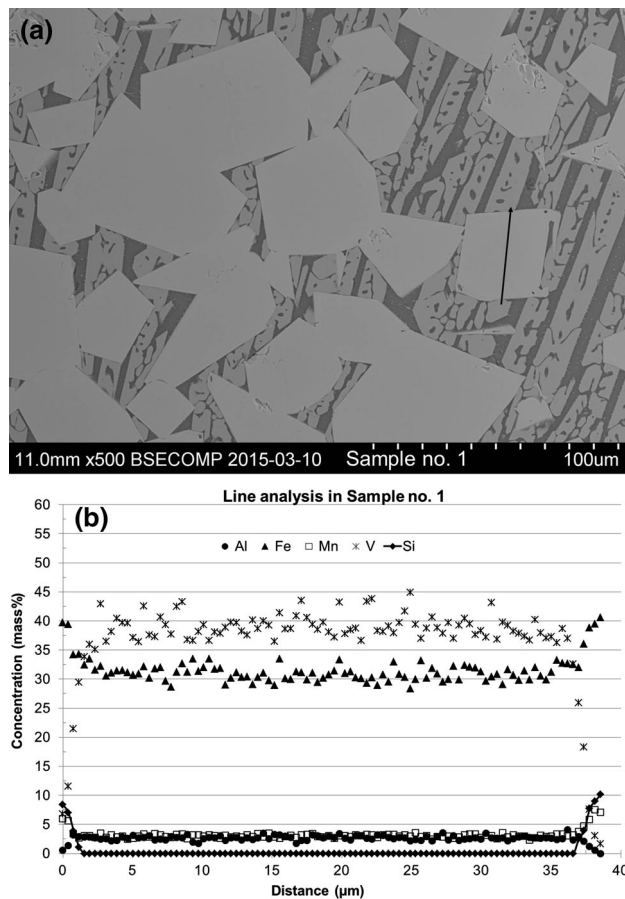 (a)
11.0mm x500 BSECOMP 2015-03-10 Sample no. 1 100um
Line analysis in Sample no. 1
(b)
Al Fe Mn V Si
Concentration (mass%)
60
55
50
45
40
35
30
25
20
15
10
5
0
0 5 10 15 20 25 30 35 40
Distance (µm)